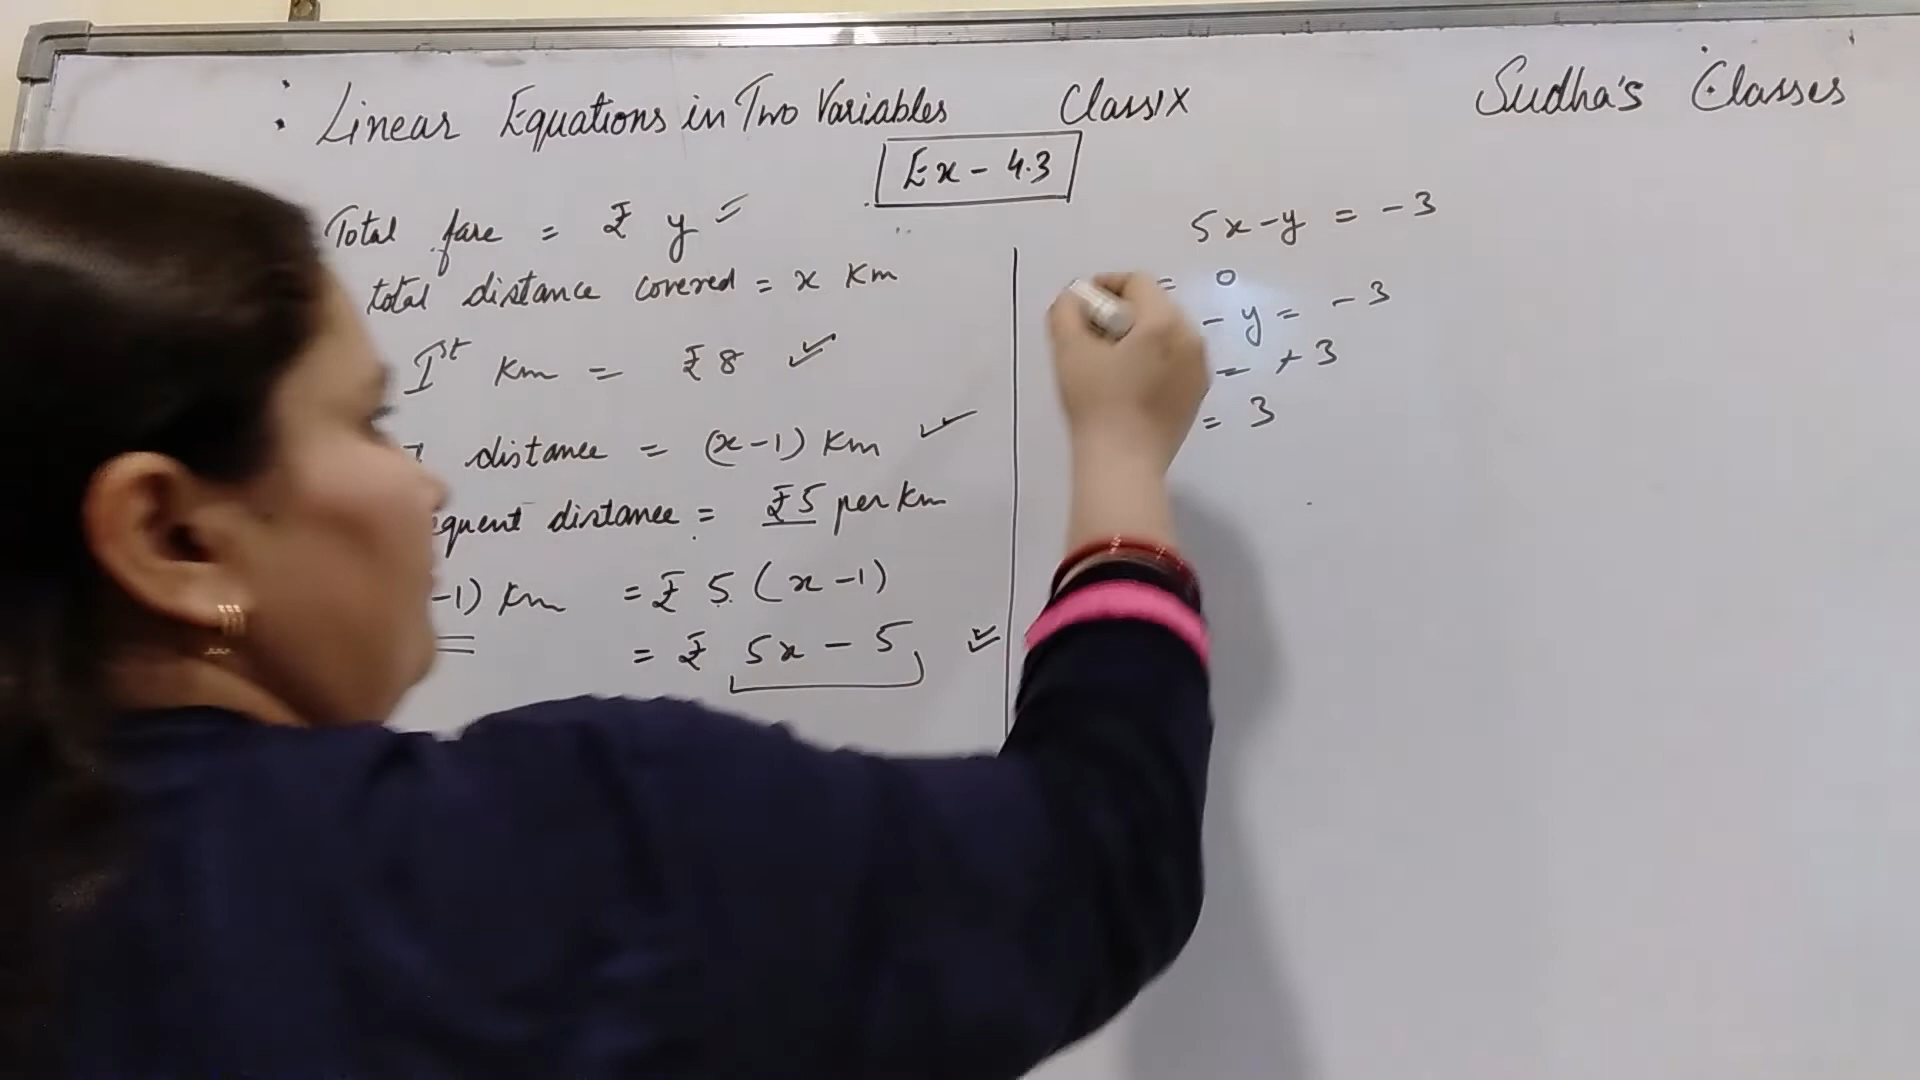 : Linear Equations in Two Variables Class IX Sudha's Classes
Ex - 4.3
Total fare = ₹ y
total distance covered = x Km
Ist Km = ₹ 8
distance = (x-1) Km
equent distance = ₹5 per Km
-1) Km = ₹ 5 (x-1)
= ₹ 5x - 5
5x - y = -3
= 0
- y = -3
= +3
= 3